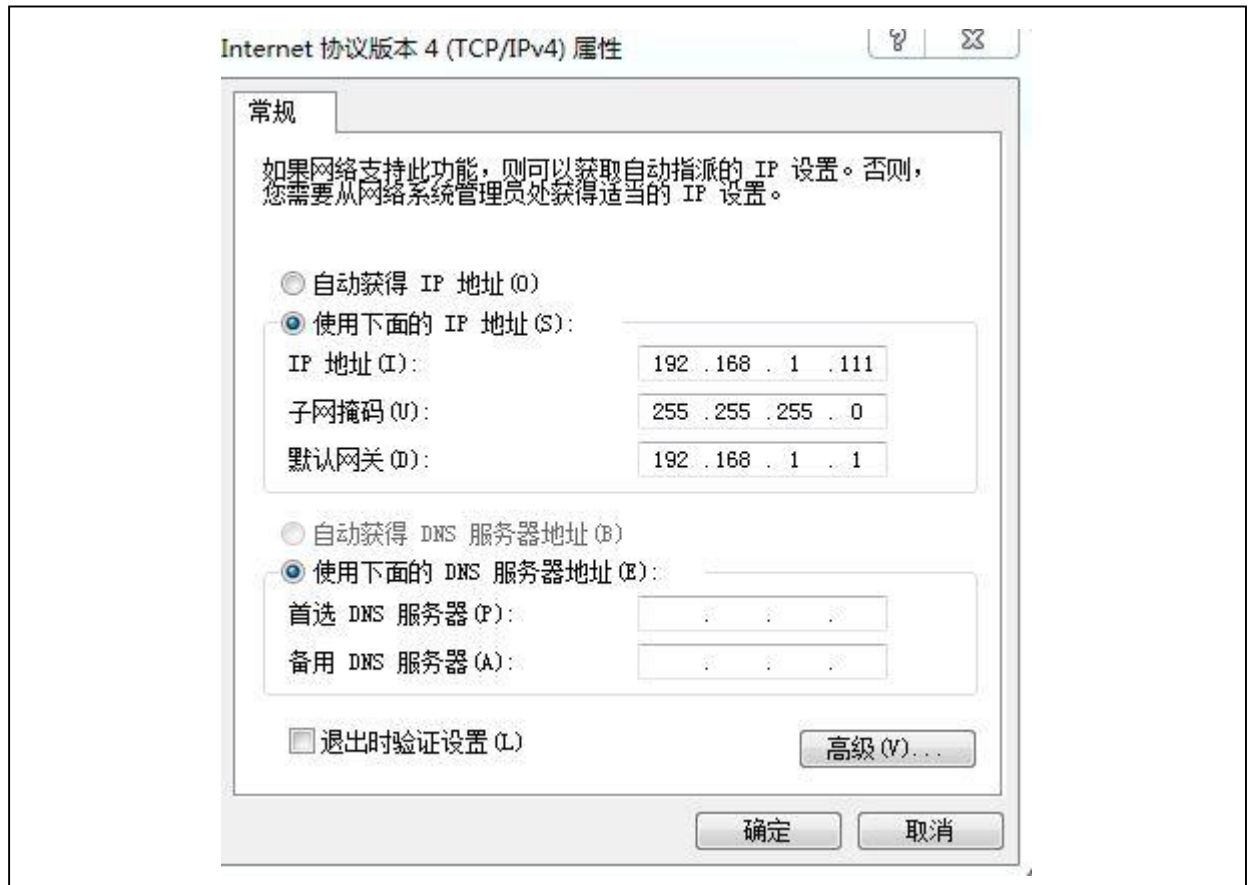 Internet 协议版本 4 (TCP/IPv4) 属性
常规
如果网络支持此功能，则可以获取自动指派的 IP 设置。否则，
您需要从网络系统管理员处获得适当的 IP 设置。
自动获得 IP 地址(O)
使用下面的 IP 地址(S):
IP 地址(I): 192 .168 . 1 .111
子网掩码(U): 255 .255 .255 . 0
默认网关(D): 192 .168 . 1 . 1
自动获得 DNS 服务器地址(B)
使用下面的 DNS 服务器地址(E):
首选 DNS 服务器(P): . . .
备用 DNS 服务器(A): . . .
退出时验证设置(L)
高级(V)...
确定 取消